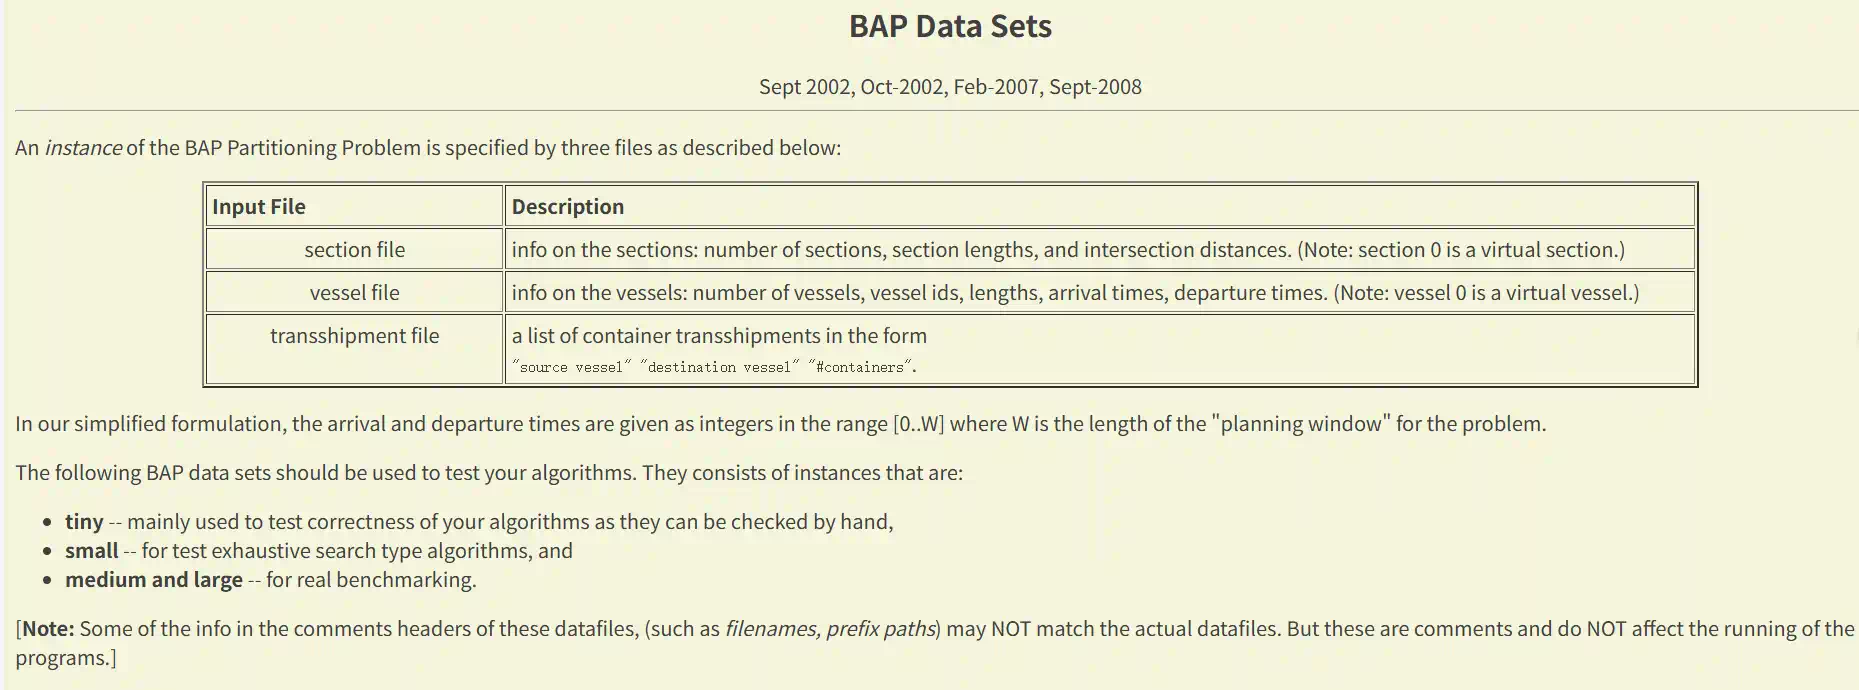 BAP Data Sets
Sept 2002, Oct-2002, Feb-2007, Sept-2008
An instance of the BAP Partitioning Problem is specified by three files as described below:
Input File Description
section file info on the sections: number of sections, section lengths, and intersection distances. (Note: section 0 is a virtual section.)
vessel file info on the vessels: number of vessels, vessel ids, lengths, arrival times, departure times. (Note: vessel 0 is a virtual vessel.)
transshipment file a list of container transshipments in the form
"source vessel" "destination vessel" "#containers".
In our simplified formulation, the arrival and departure times are given as integers in the range [0..W] where W is the length of the "planning window" for the problem.
The following BAP data sets should be used to test your algorithms. They consists of instances that are:
• tiny -- mainly used to test correctness of your algorithms as they can be checked by hand,
• small -- for test exhaustive search type algorithms, and
• medium and large -- for real benchmarking.
[Note: Some of the info in the comments headers of these datafiles, (such as filenames, prefix paths) may NOT match the actual datafiles. But these are comments and do NOT affect the running of the
programs.]